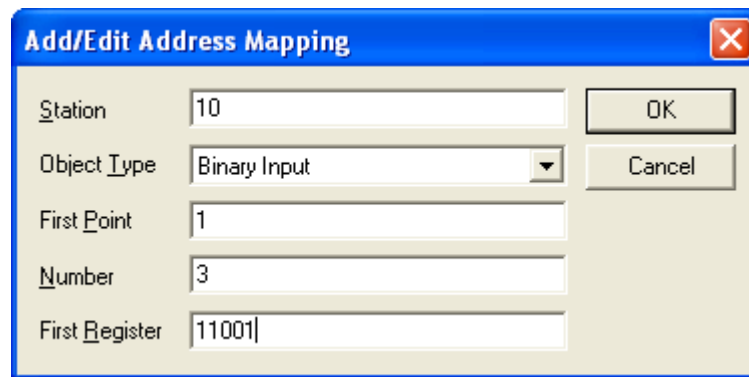 Add/Edit Address Mapping
Station 10 OK
Object Type Binary Input Cancel
First Point 1
Number 3
First Register 11001